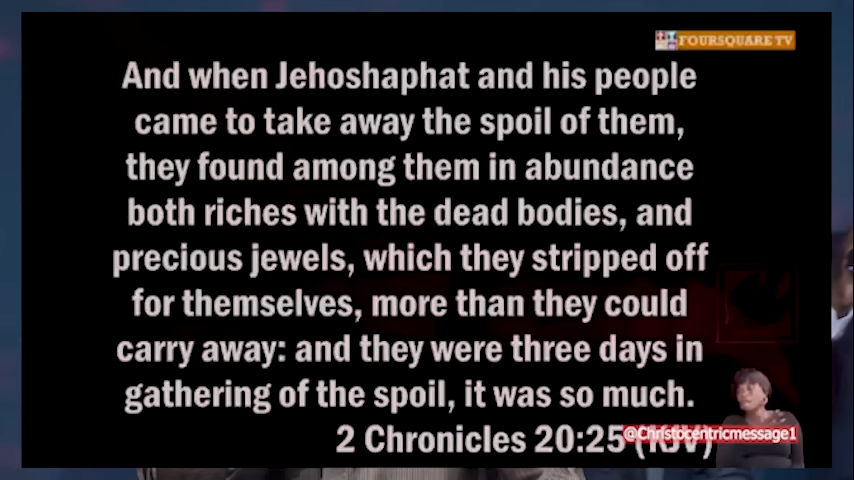 FOURSQUARE TV
And when Jehoshaphat and his people
came to take away the spoil of them,
they found among them in abundance
both riches with the dead bodies, and
precious jewels, which they stripped off
for themselves, more than they could
carry away: and they were three days in
gathering of the spoil, it was so much.
2 Chronicles 20:25 (KJV)
@Christocentricmessage1